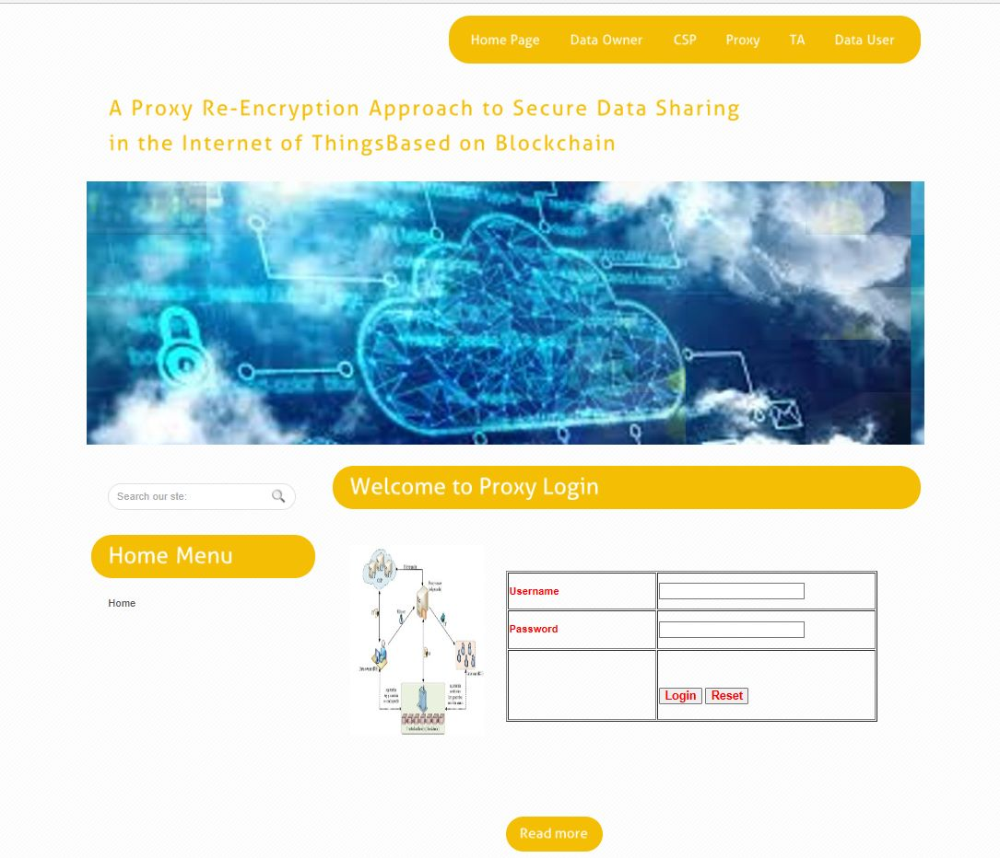 Home Page Data Owner CSP Proxy TA Data User
A Proxy Re-Encryption Approach to Secure Data Sharing
in the Internet of ThingsBased on Blockchain
Search our ste:
Welcome to Proxy Login
Home Menu
Home
CSP
Username
Password
Login Reset
Read more